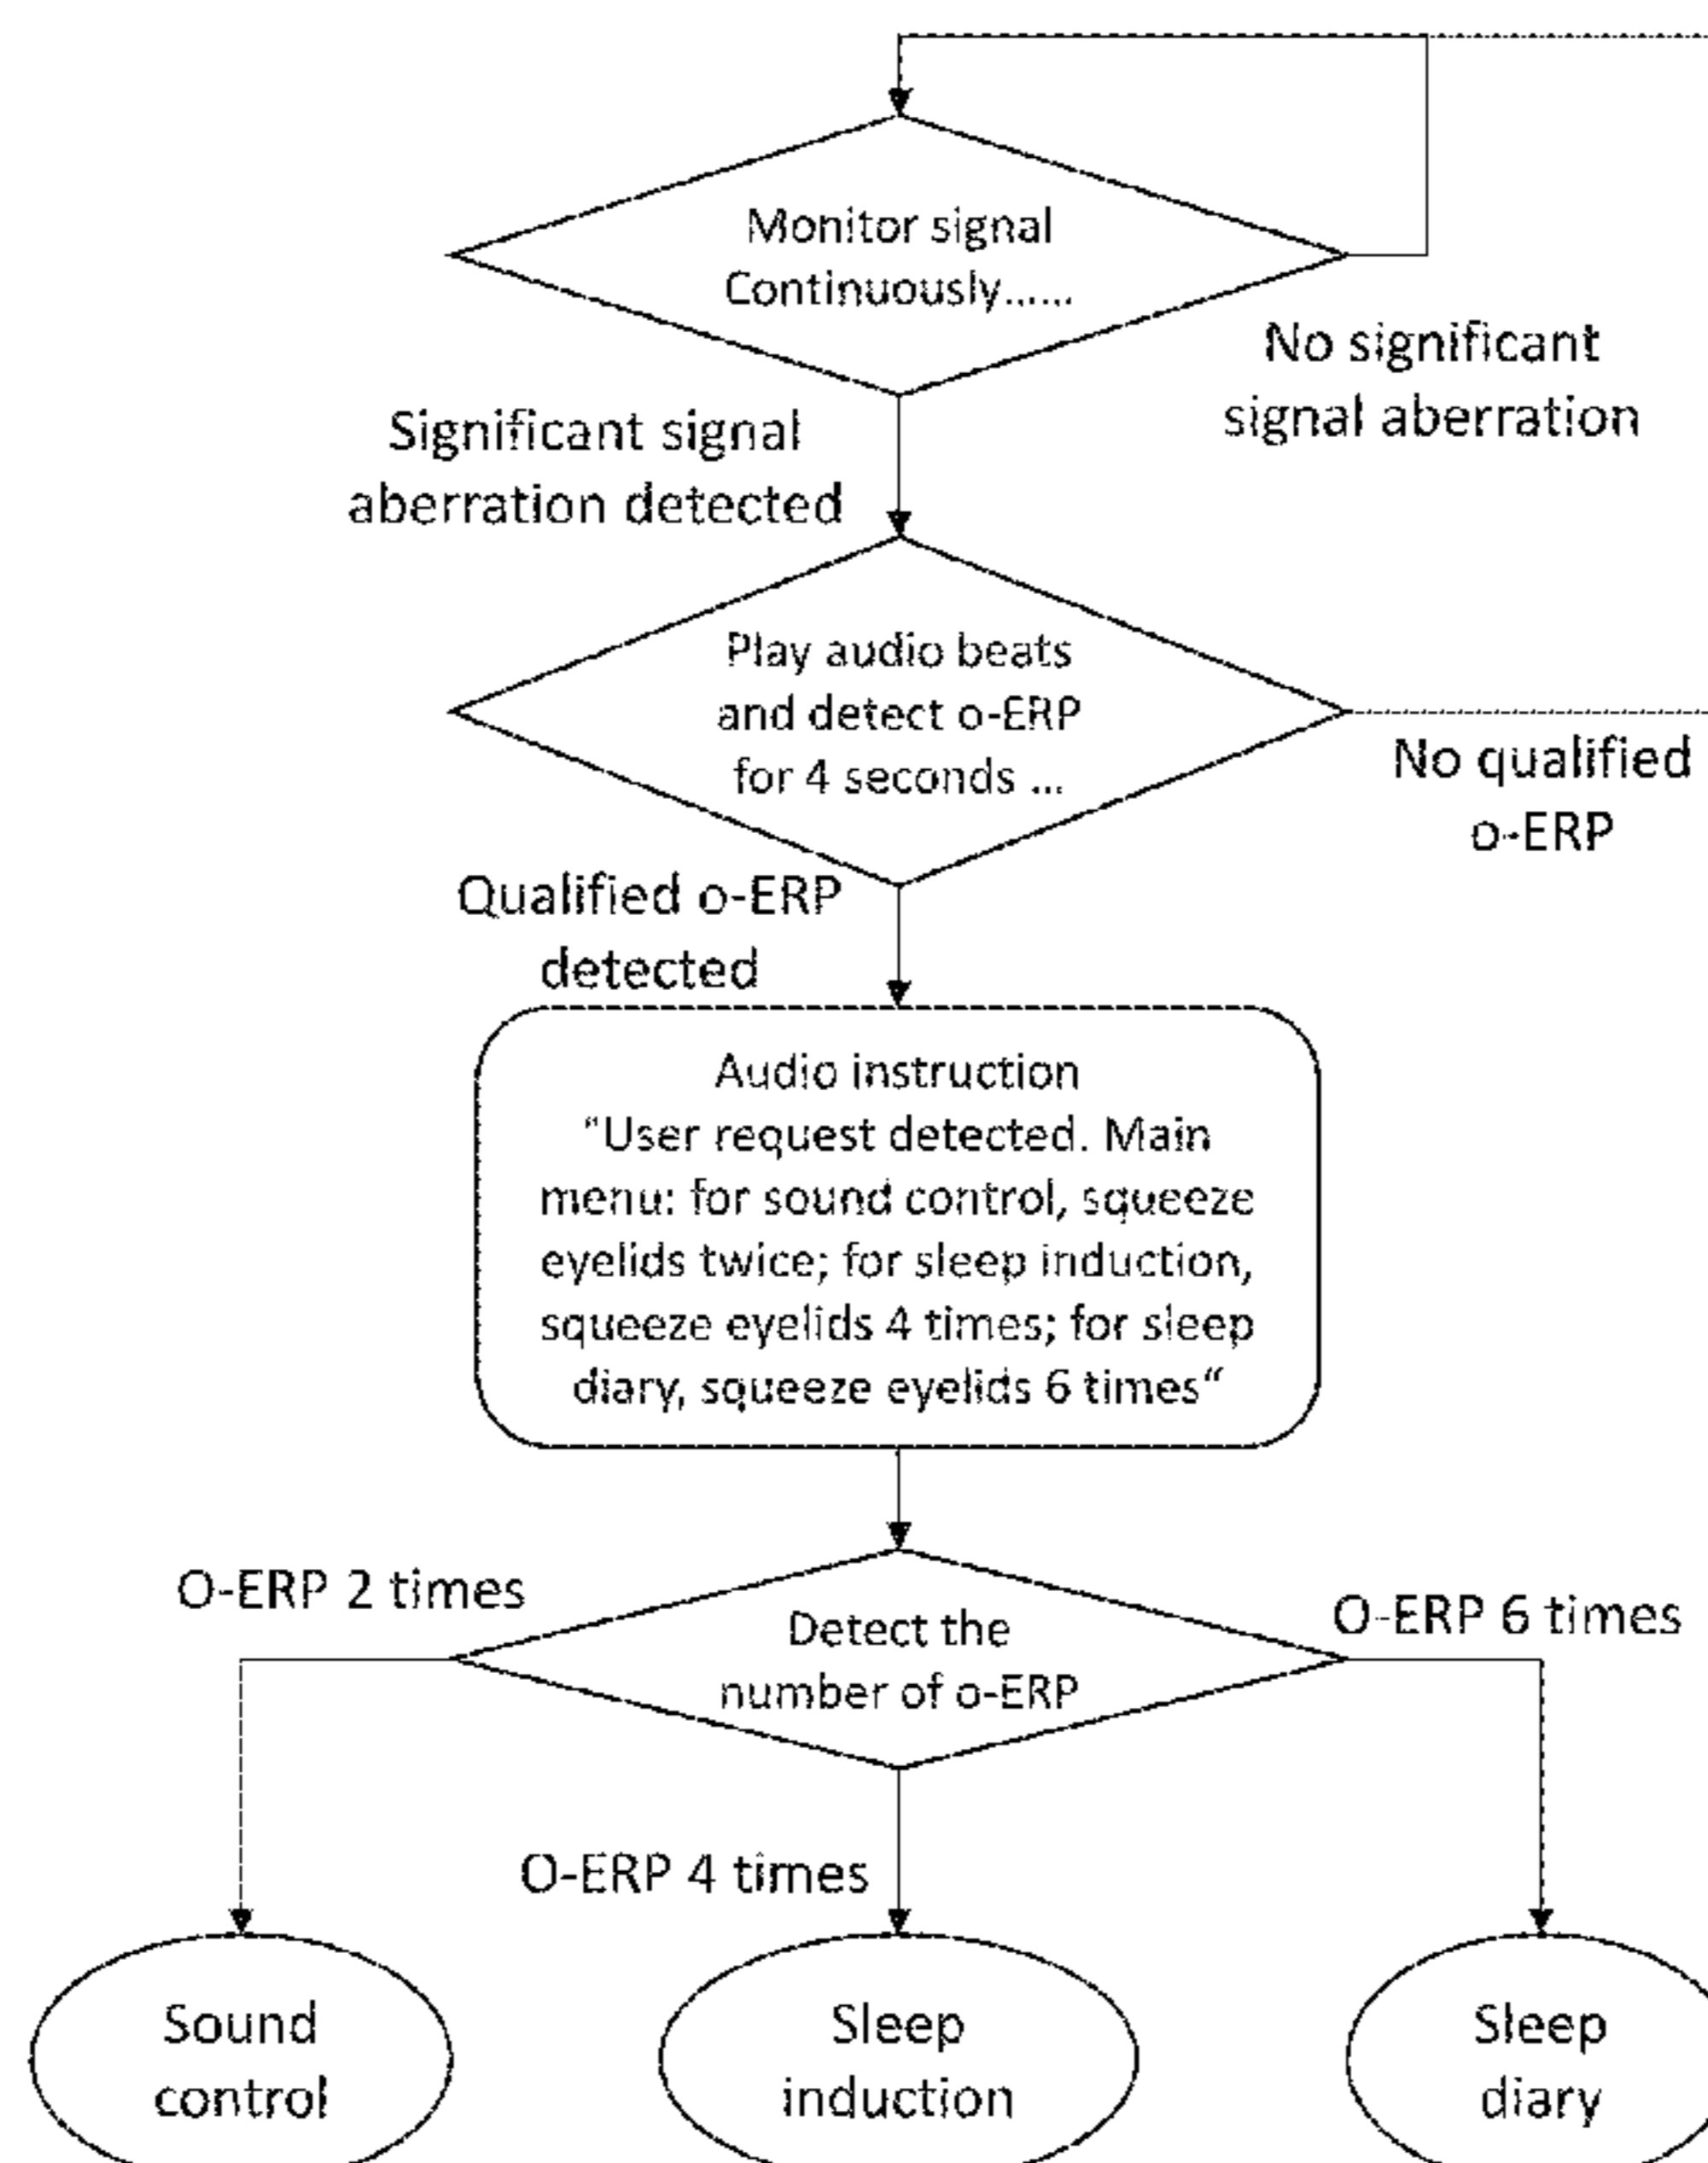 Monitor signal
Continuously......
No significant
signal aberration
Significant signal
aberration detected
Play audio beats
and detect o-ERP
for 4 seconds ...
No qualified
o-ERP
Qualified o-ERP
detected
Audio instruction
"User request detected. Main
menu: for sound control, squeeze
eyelids twice; for sleep induction,
squeeze eyelids 4 times; for sleep
diary, squeeze eyelids 6 times"
O-ERP 2 times
Detect the
number of o-ERP
O-ERP 6 times
O-ERP 4 times
Sound
control
Sleep
induction
Sleep
diary